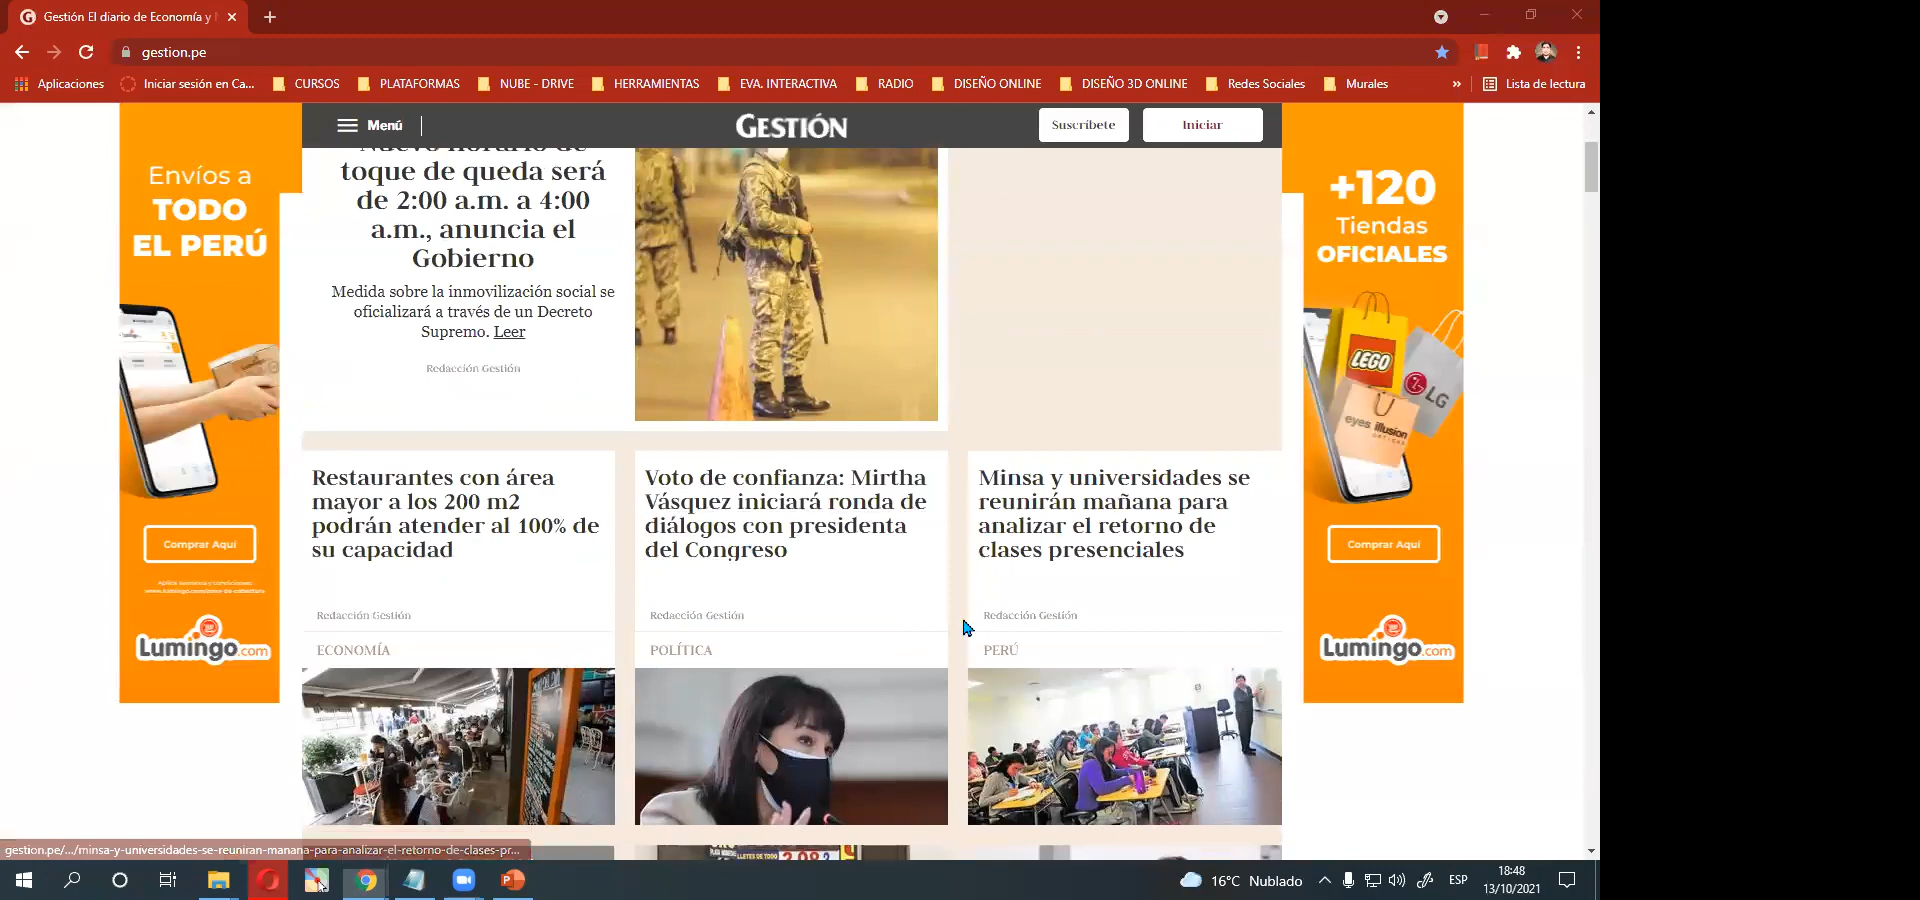 Gestión El diario de Economía y
gestion.pe
Aplicaciones
Iniciar sesión en Ca...
CURSOS
PLATAFORMAS
NUBE - DRIVE
HERRAMIENTAS
EVA. INTERACTIVA
RADIO
DISEÑO ONLINE
DISEÑO 3D ONLINE
Redes Sociales
Murales
»
Lista de lectura
Menú
GESTIÓN
Suscríbete
Iniciar
Envíos a
TODO
EL PERÚ
Comprar Aquí
Lumingo.com
Nuevo horario de
toque de queda será
de 2:00 a.m. a 4:00
a.m., anuncia el
Gobierno
Medida sobre la inmovilización social se
oficializará a través de un Decreto
Supremo. Leer
Redacción Gestión
+120
Tiendas
OFICIALES
LEGO
LG
eyes illusion
Comprar Aquí
Lumingo.com
Restaurantes con área
mayor a los 200 m2
podrán atender al 100% de
su capacidad
Redacción Gestión
ECONOMÍA
Voto de confianza: Mirtha
Vásquez iniciará ronda de
diálogos con presidenta
del Congreso
Redacción Gestión
POLÍTICA
Minsa y universidades se
reunirán mañana para
analizar el retorno de
clases presenciales
Redacción Gestión
PERÚ
gestion.pe/.../minsa-y-universidades-se-reuniran-manana-para-analizar-el-retorno-de-clases-pr...
16°C Nublado
ESP
18:48
13/10/2021